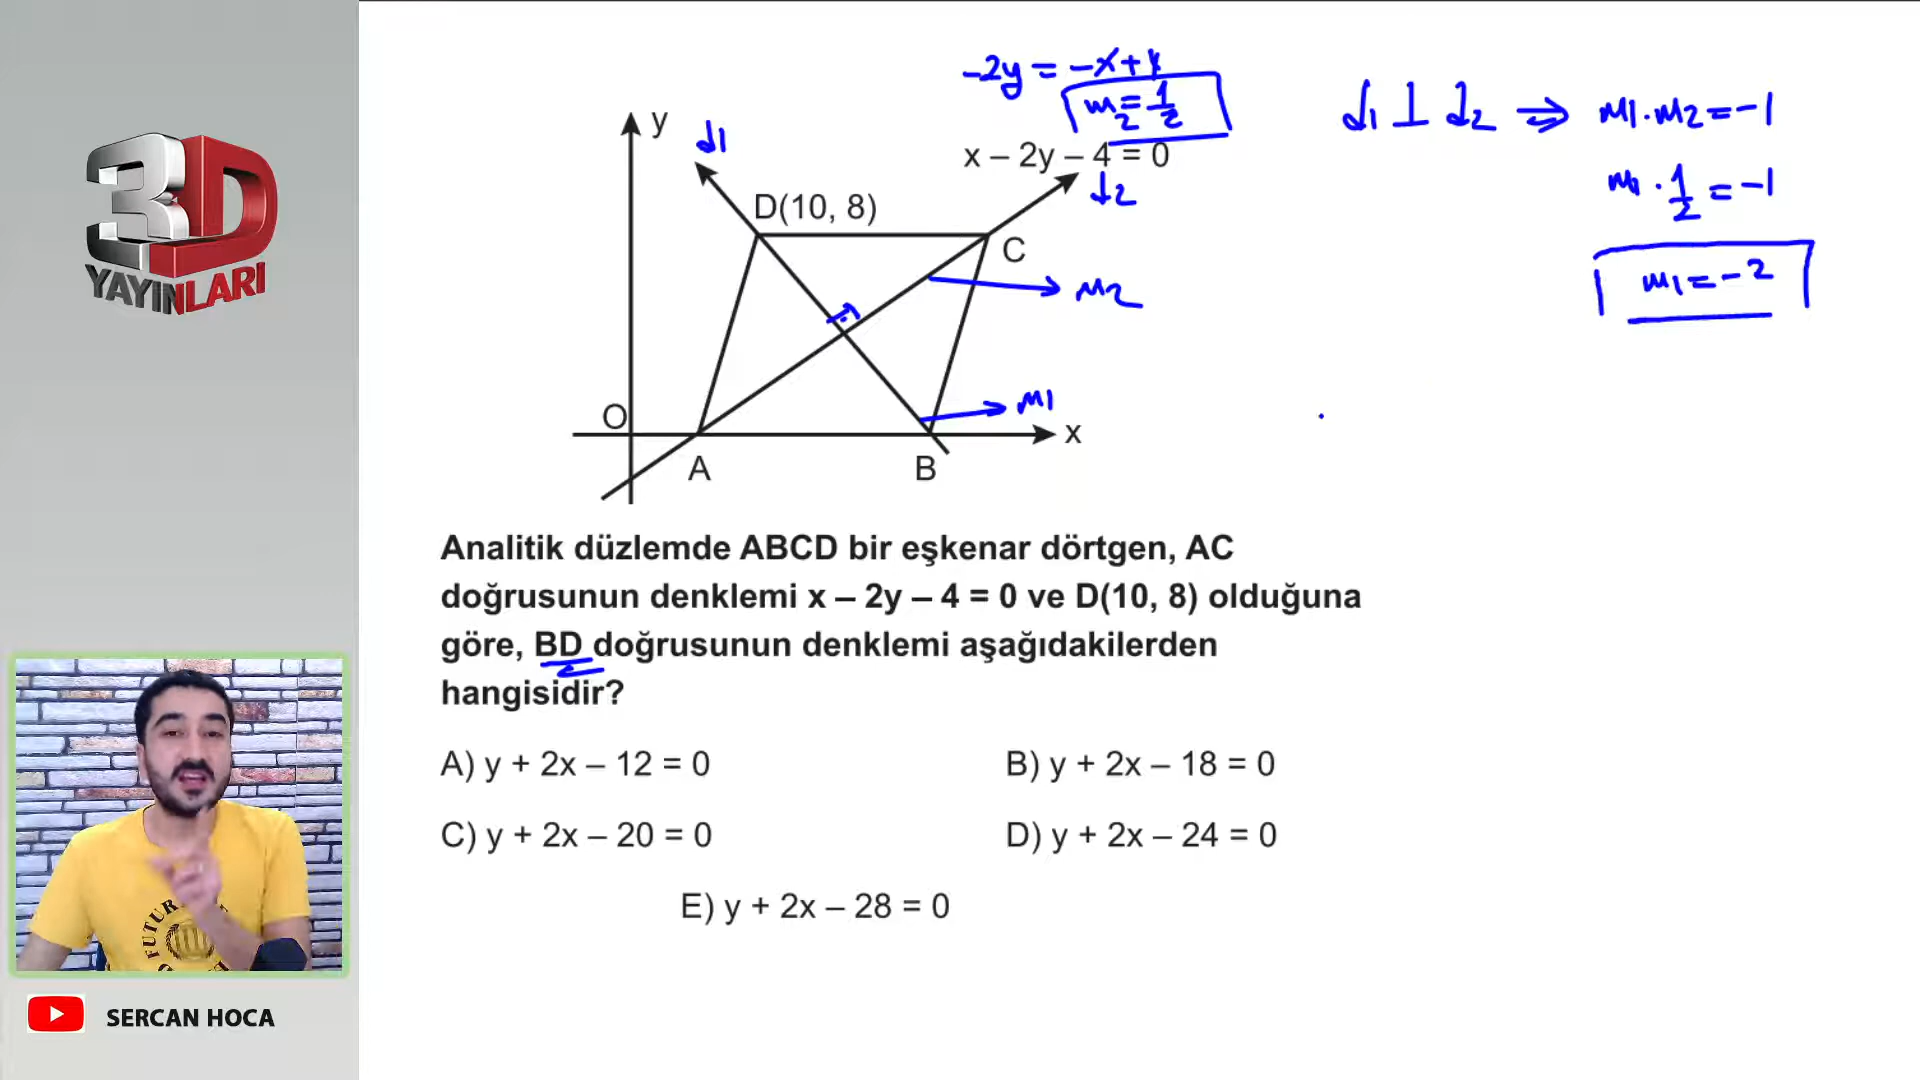 3D
YAYINLARI
-2y = -x+4
m2 = 1/2
d1 ⊥ d2 ⇒ m1.m2 = -1
m1 . 1/2 = -1
m1 = -2
y
d1
x – 2y – 4 = 0
d2
D(10, 8)
C
m2
m1
O
x
A
B
Analitik düzlemde ABCD bir eşkenar dörtgen, AC
doğrusunun denklemi x – 2y – 4 = 0 ve D(10, 8) olduğuna
göre, BD doğrusunun denklemi aşağıdakilerden
hangisidir?
A) y + 2x – 12 = 0
B) y + 2x – 18 = 0
C) y + 2x – 20 = 0
D) y + 2x – 24 = 0
E) y + 2x – 28 = 0
SERCAN HOCA